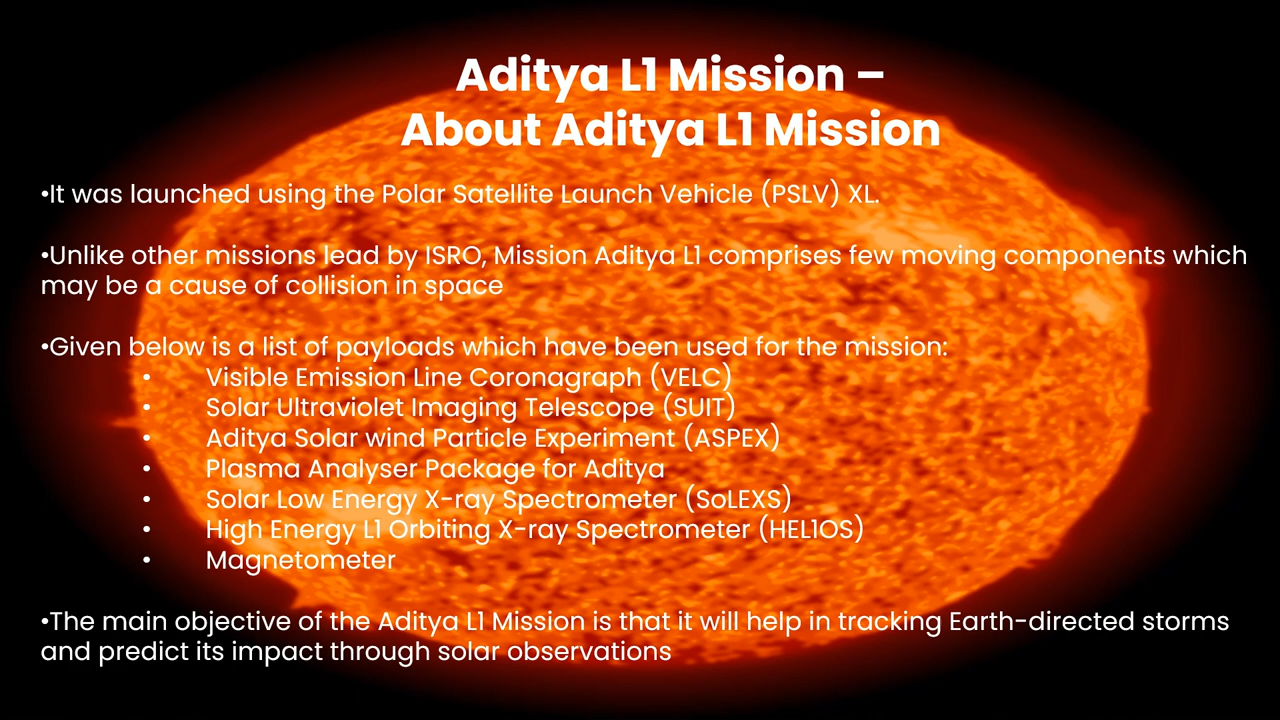 Aditya L1 Mission –
About Aditya L1 Mission
•It was launched using the Polar Satellite Launch Vehicle (PSLV) XL.
•Unlike other missions lead by ISRO, Mission Aditya L1 comprises few moving components which
may be a cause of collision in space
•Given below is a list of payloads which have been used for the mission:
• Visible Emission Line Coronagraph (VELC)
• Solar Ultraviolet Imaging Telescope (SUIT)
• Aditya Solar wind Particle Experiment (ASPEX)
• Plasma Analyser Package for Aditya
• Solar Low Energy X-ray Spectrometer (SoLEXS)
• High Energy L1 Orbiting X-ray Spectrometer (HEL1OS)
• Magnetometer
•The main objective of the Aditya L1 Mission is that it will help in tracking Earth-directed storms
and predict its impact through solar observations